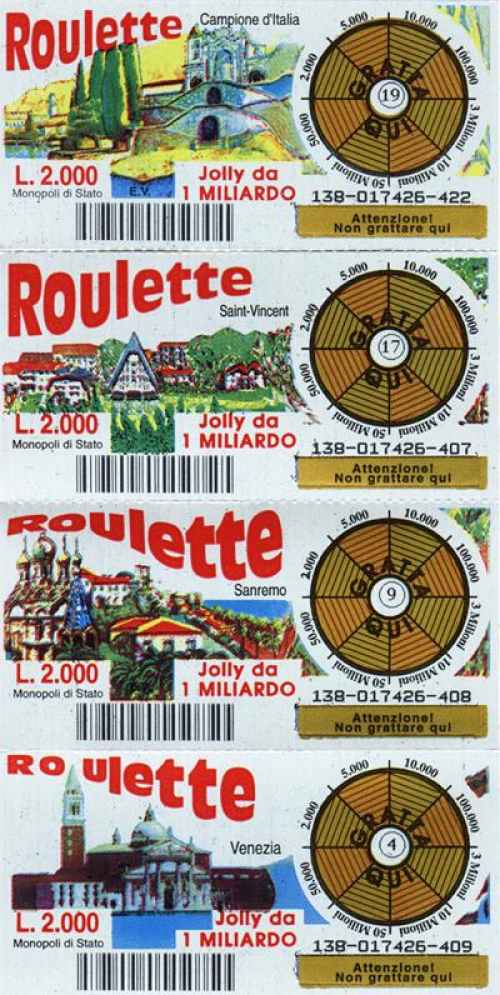 Roulette
Campione d'Italia
5.000
10.000
2.000
100.000
GRATTA
19
QUI
50.000
3 Milioni
50 Milioni
10 Milioni
L. 2.000
Monopoli di Stato
E.V.
Jolly da
1 MILIARDO
138-017426-422
Attenzione!
Non grattare qui
Roulette
Saint-Vincent
5.000
10.000
2.000
100.000
GRATTA
17
QUI
50.000
3 Milioni
50 Milioni
10 Milioni
L. 2.000
Monopoli di Stato
Jolly da
1 MILIARDO
138-017426-407
Attenzione!
Non grattare qui
Roulette
Sanremo
5.000
10.000
2.000
100.000
GRATTA
9
QUI
50.000
3 Milioni
50 Milioni
10 Milioni
L. 2.000
Monopoli di Stato
Jolly da
1 MILIARDO
138-017426-408
Attenzione!
Non grattare qui
Roulette
Venezia
5.000
10.000
2.000
100.000
GRATTA
4
QUI
50.000
3 Milioni
50 Milioni
10 Milioni
L. 2.000
Monopoli di Stato
Jolly da
1 MILIARDO
138-017426-409
Attenzione!
Non grattare qui